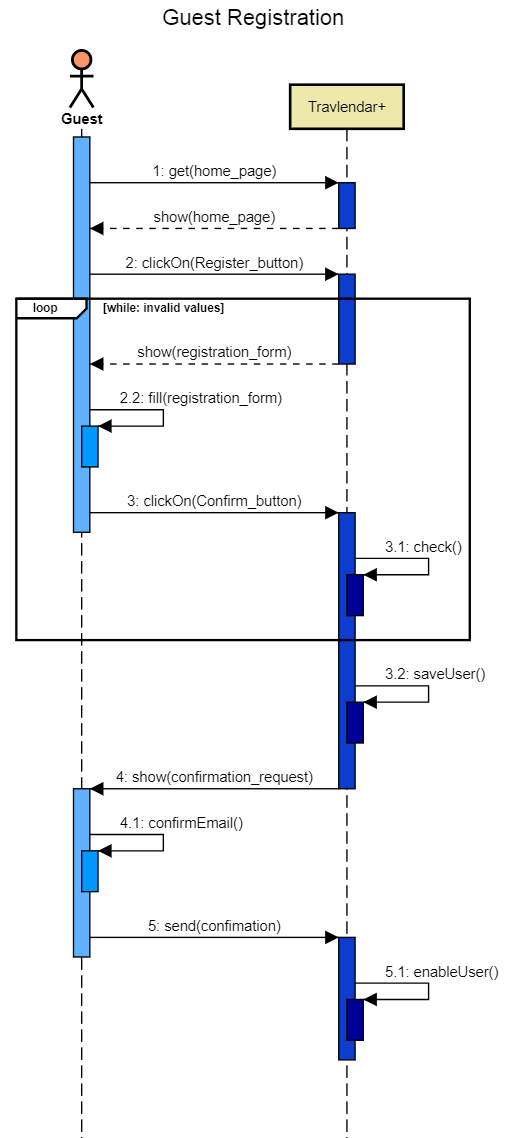 Guest Registration
Guest
Travlendar+
1: get(home_page)
show(home_page)
2: clickOn(Register_button)
loop
[while: invalid values]
show(registration_form)
2.2: fill(registration_form)
3: clickOn(Confirm_button)
3.1: check()
3.2: saveUser()
4: show(confirmation_request)
4.1: confirmEmail()
5: send(confimation)
5.1: enableUser()